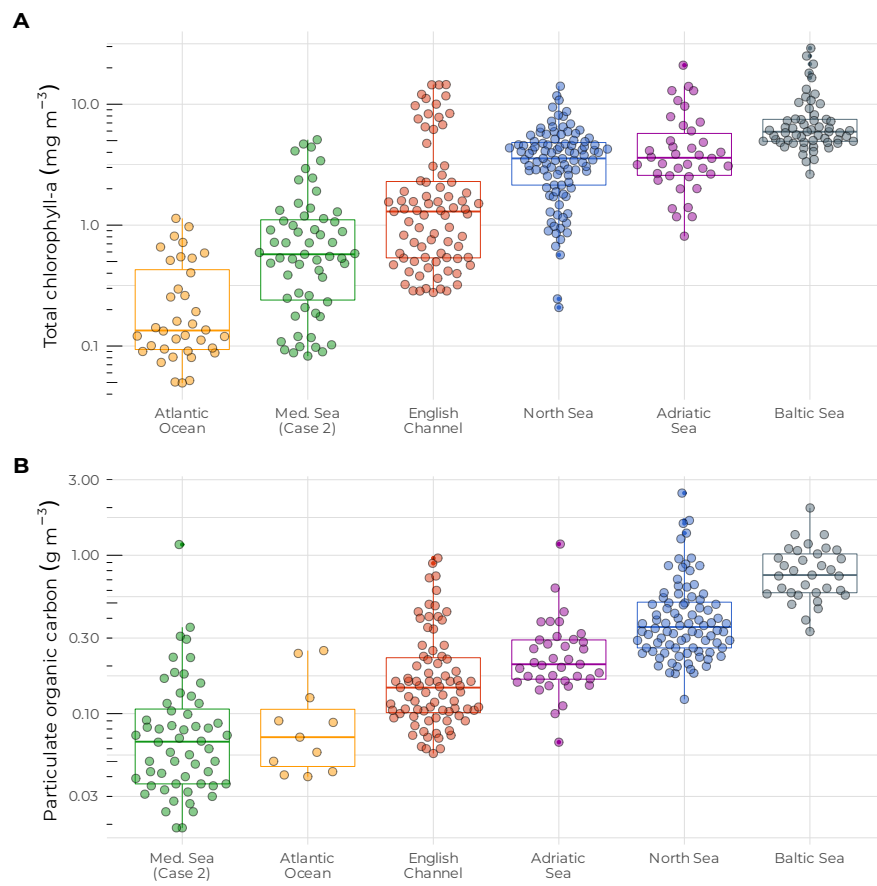 A
Total chlorophyll-a (mg m⁻³)
10.0
1.0
0.1
Atlantic Ocean
Med. Sea (Case 2)
English Channel
North Sea
Adriatic Sea
Baltic Sea
B
Particulate organic carbon (g m⁻³)
3.00
1.00
0.30
0.10
0.03
Med. Sea (Case 2)
Atlantic Ocean
English Channel
Adriatic Sea
North Sea
Baltic Sea